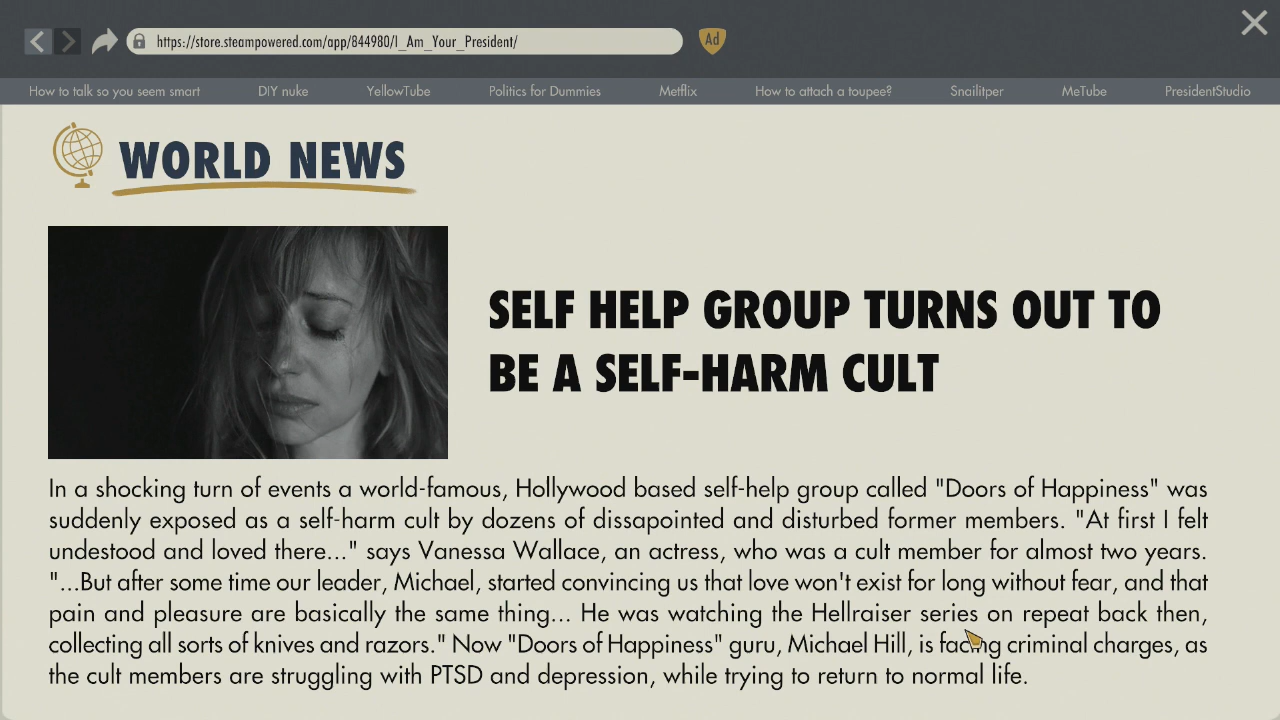 https://store.steampowered.com/app/844980/I_Am_Your_President/
Ad
How to talk so you seem smart DIY nuke YellowTube Politics for Dummies Metflix How to attach a toupee? Snailitper MeTube PresidentStudio
WORLD NEWS
SELF HELP GROUP TURNS OUT TO
BE A SELF-HARM CULT
In a shocking turn of events a world-famous, Hollywood based self-help group called "Doors of Happiness" was
suddenly exposed as a self-harm cult by dozens of dissapointed and disturbed former members. "At first I felt
undestood and loved there..." says Vanessa Wallace, an actress, who was a cult member for almost two years.
"...But after some time our leader, Michael, started convincing us that love won't exist for long without fear, and that
pain and pleasure are basically the same thing... He was watching the Hellraiser series on repeat back then,
collecting all sorts of knives and razors." Now "Doors of Happiness" guru, Michael Hill, is facing criminal charges, as
the cult members are struggling with PTSD and depression, while trying to return to normal life.